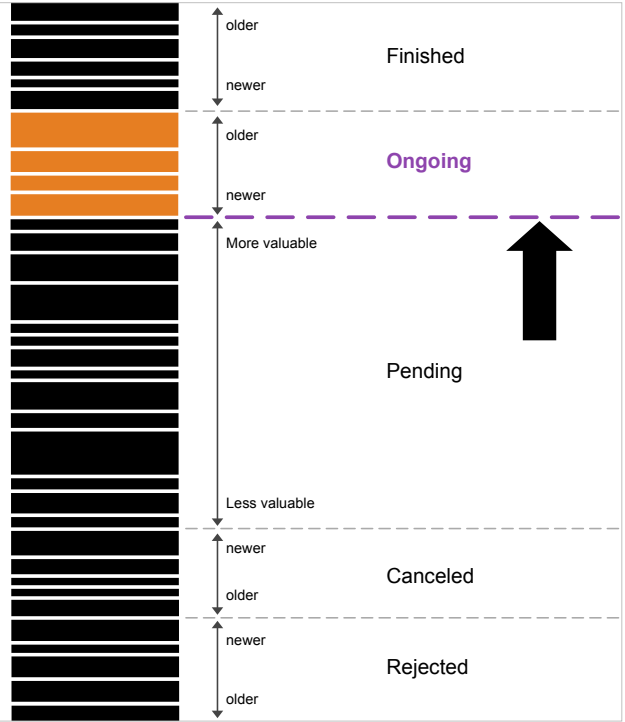 older
Finished
newer
older
Ongoing
newer
More valuable
Pending
Less valuable
newer
Canceled
older
newer
Rejected
older